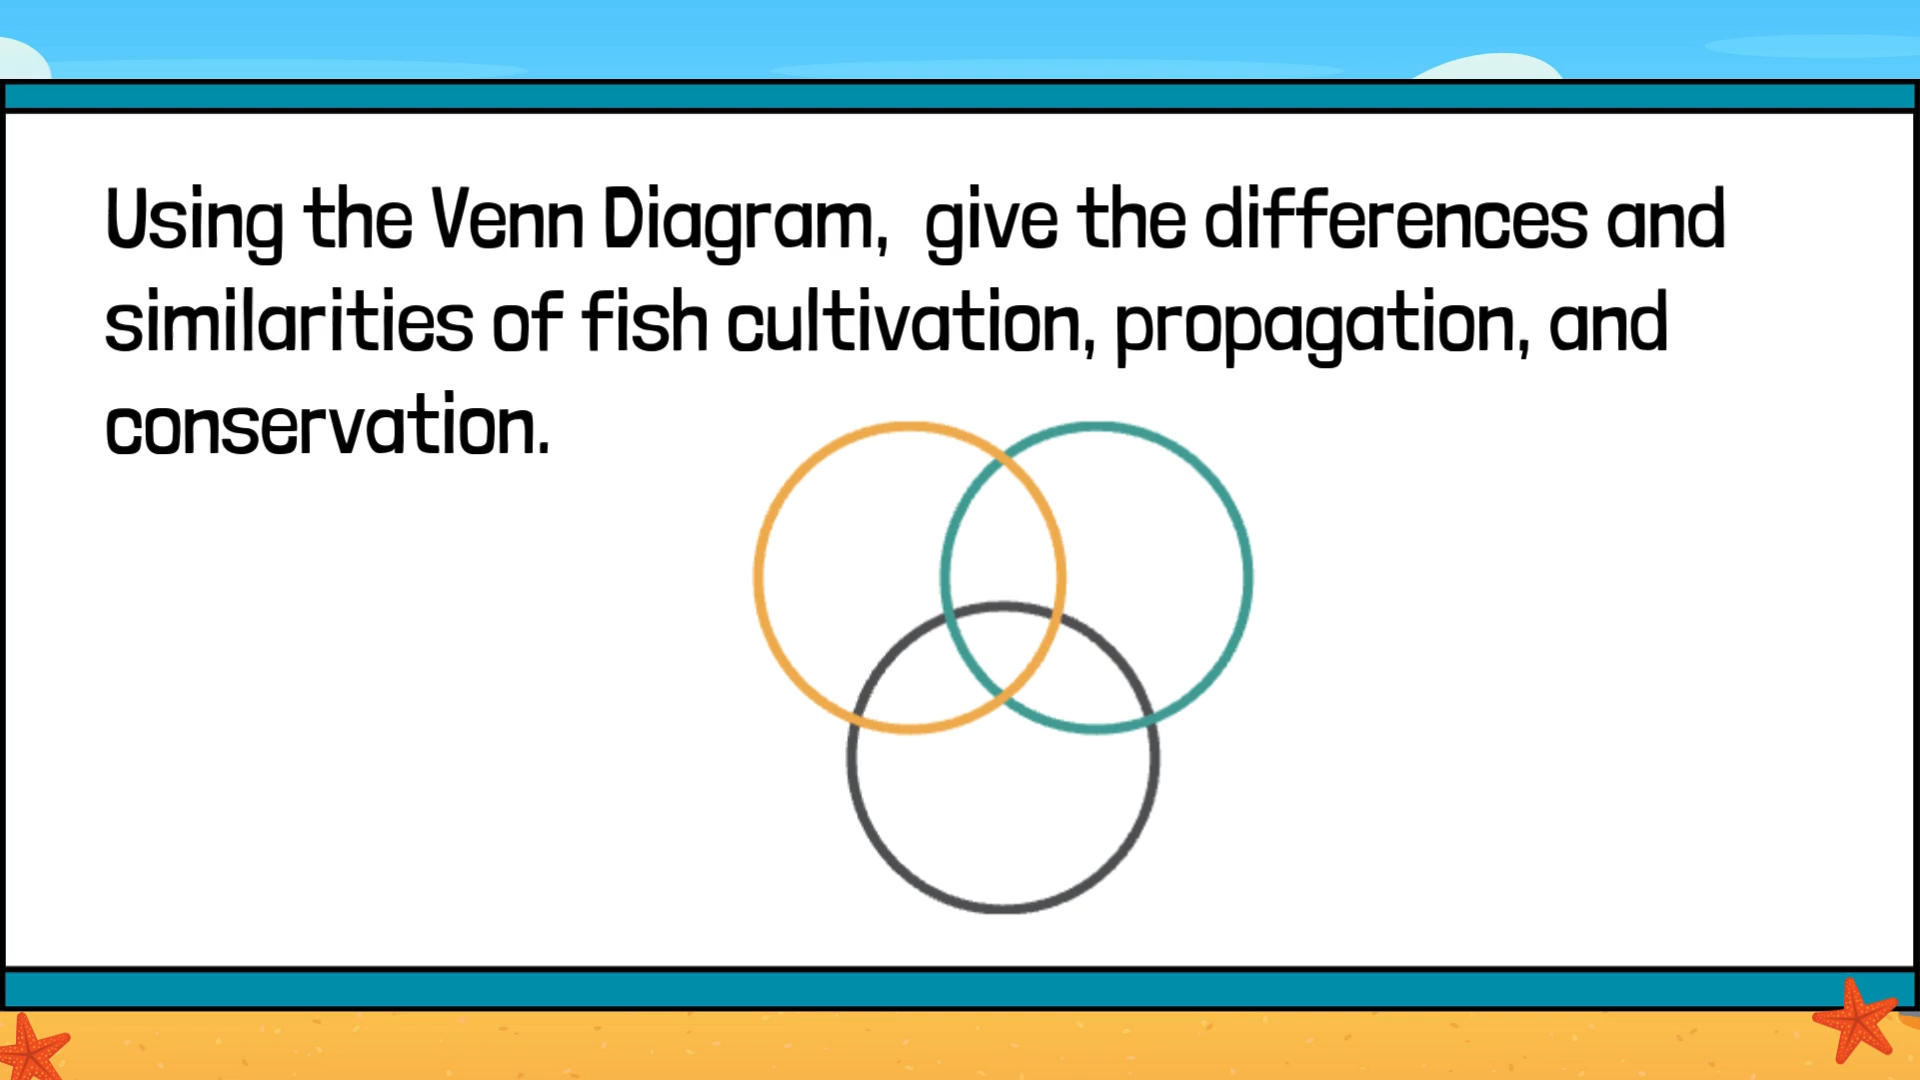 Using the Venn Diagram, give the differences and
similarities of fish cultivation, propagation, and
conservation.